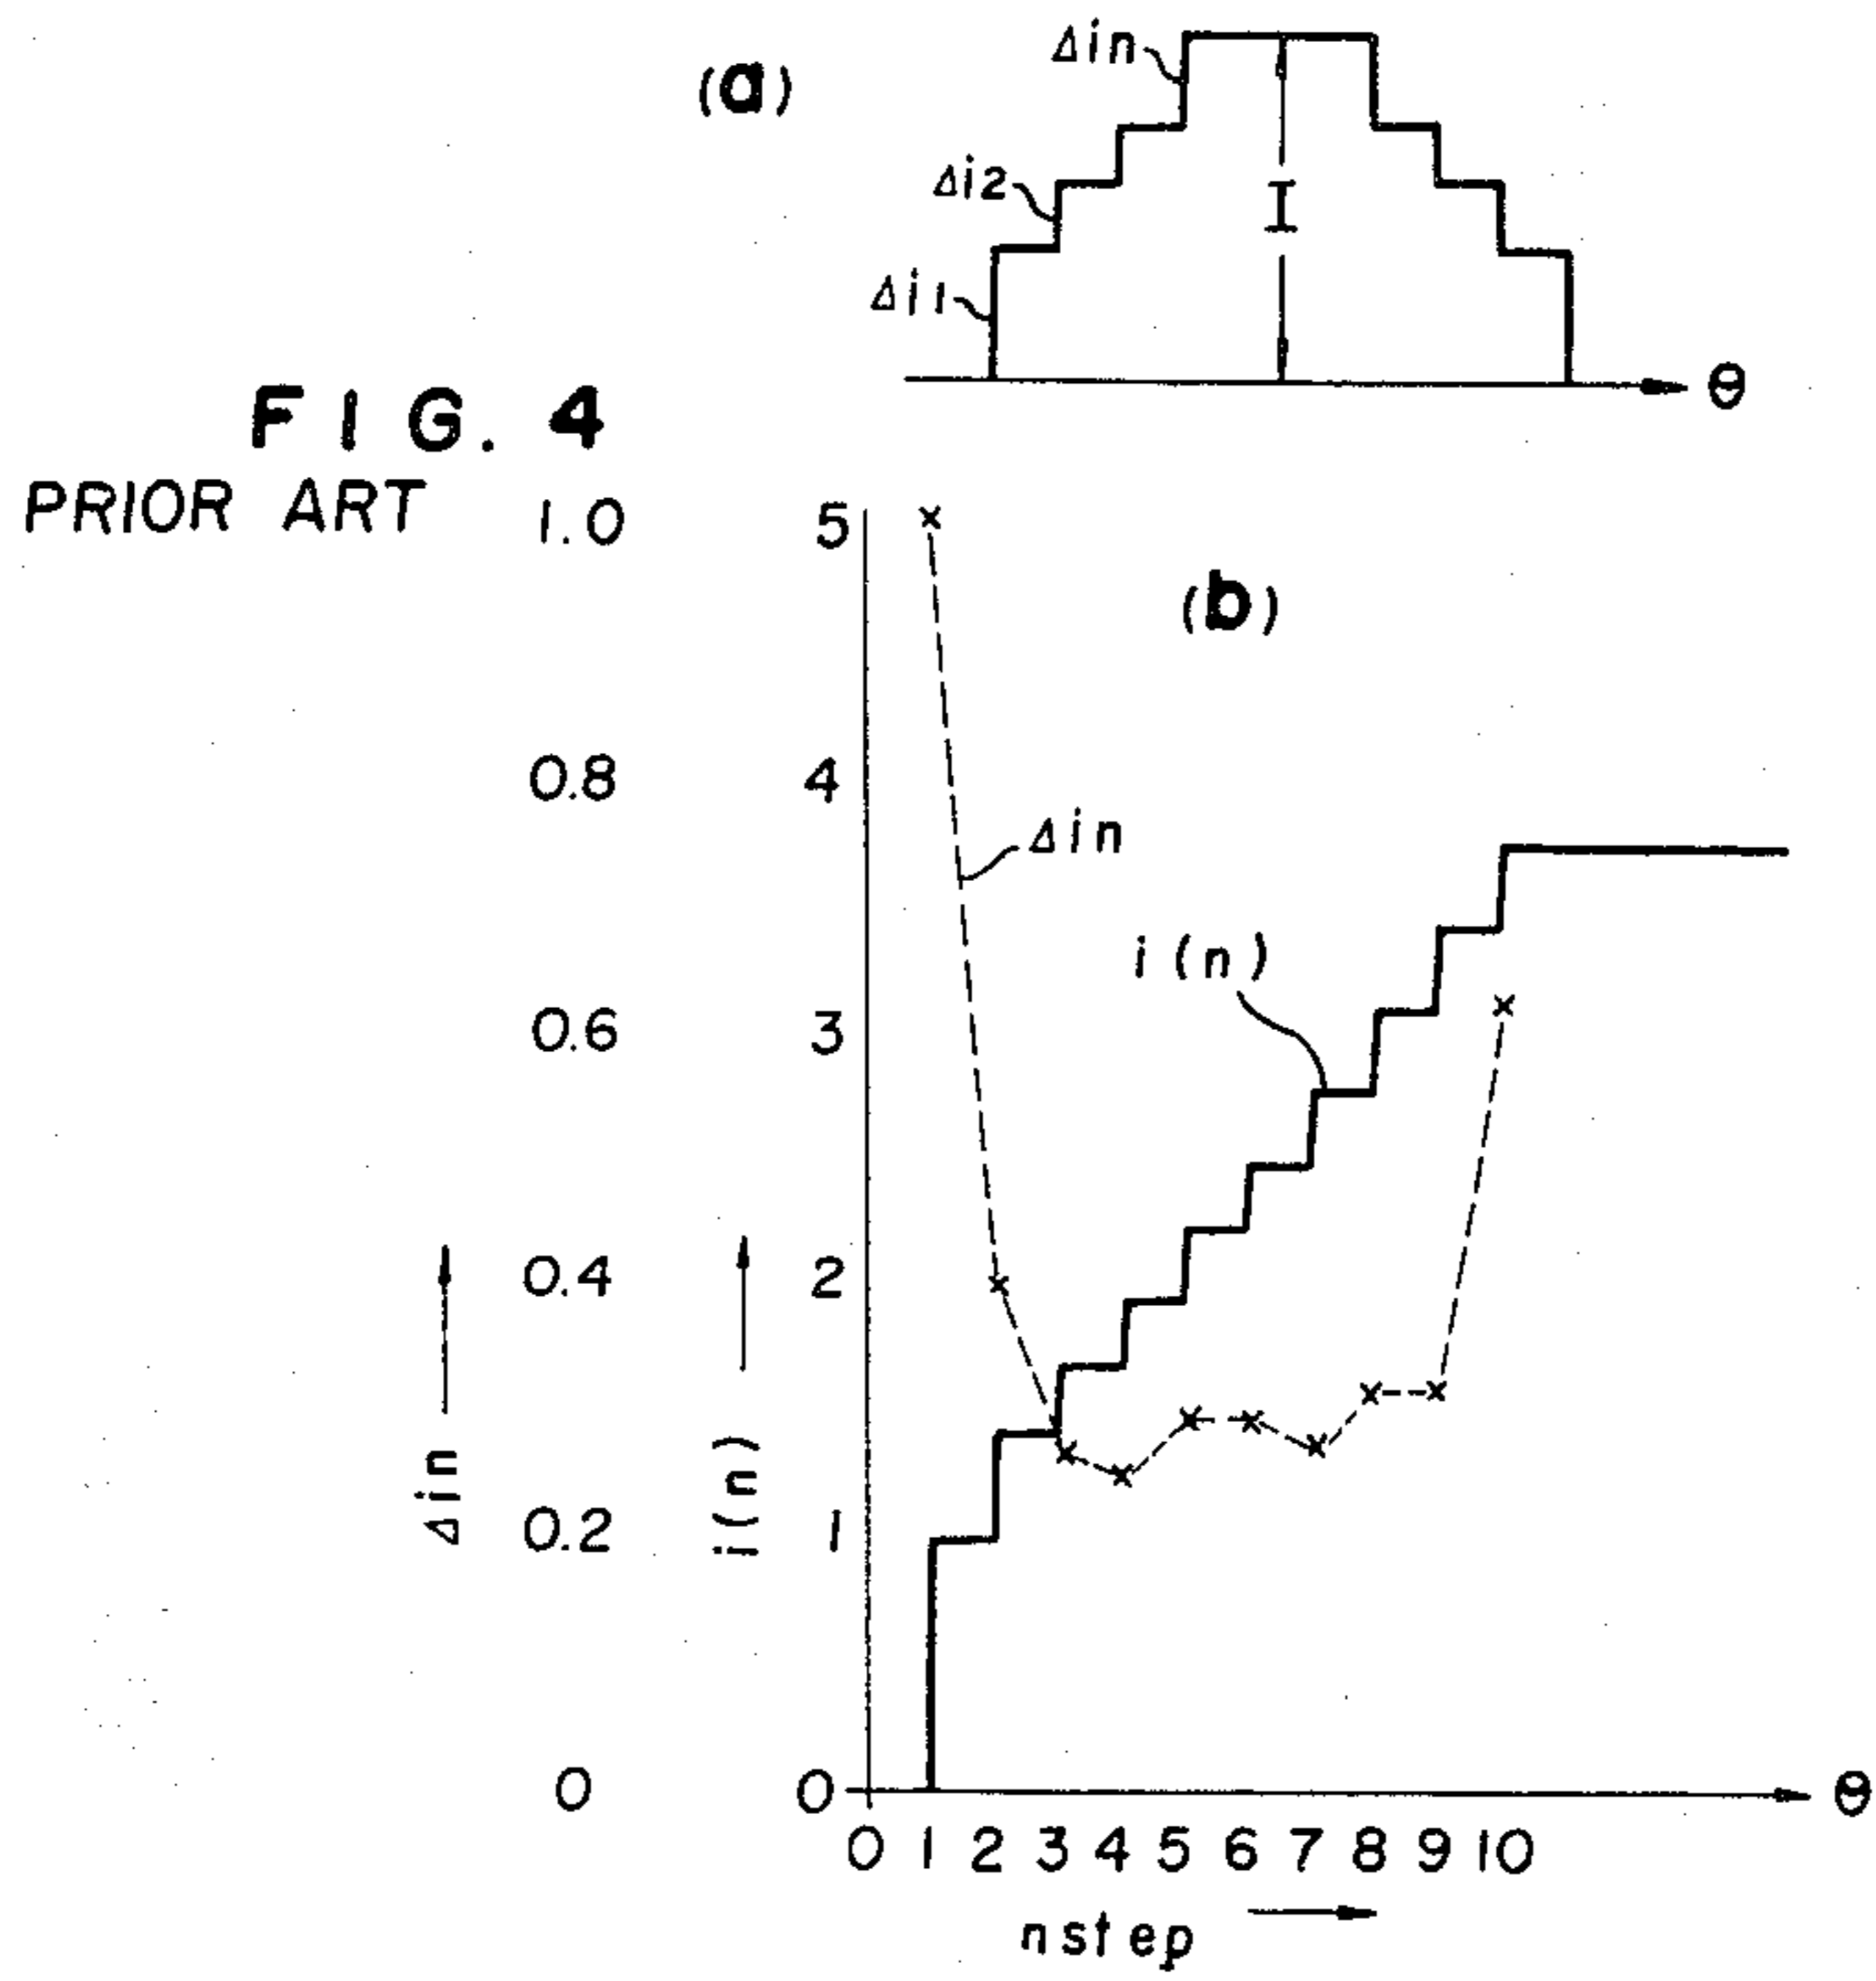 (a)
Δin
Δi2
I
Δi1
θ
FIG. 4
PRIOR ART
1.0 5
(b)
0.8 4
Δin
i(n)
0.6 3
0.4 2
0.2 1
Δin
i(n)
0 0
θ
0 1 2 3 4 5 6 7 8 9 10
nstep